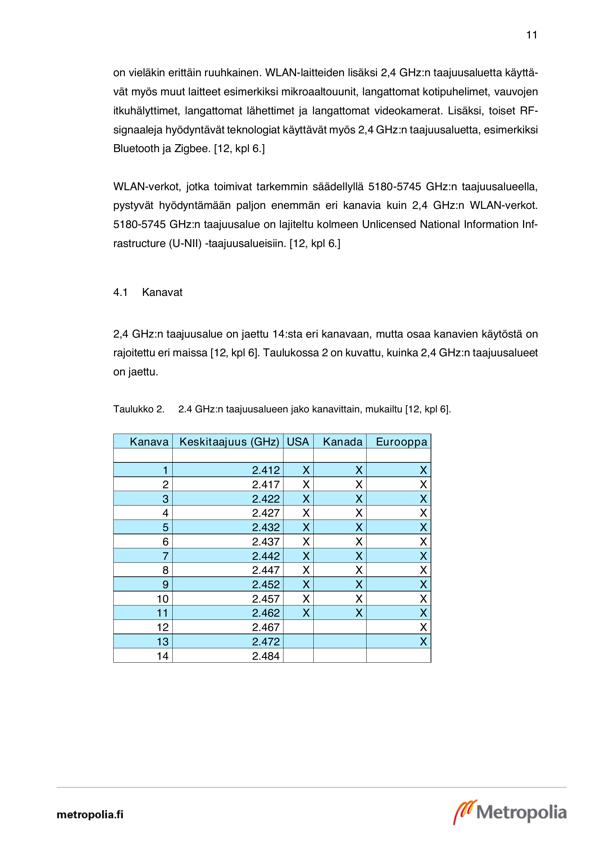 11
on vieläkin erittäin ruuhkainen. WLAN-laitteiden lisäksi 2,4 GHz:n taajuusaluetta käyttä-
vät myös muut laitteet esimerkiksi mikroaaltouunit, langattomat kotipuhelimet, vauvojen
itkuhälyttimet, langattomat lähettimet ja langattomat videokamerat. Lisäksi, toiset RF-
signaaleja hyödyntävät teknologiat käyttävät myös 2,4 GHz:n taajuusaluetta, esimerkiksi
Bluetooth ja Zigbee. [12, kpl 6.]
WLAN-verkot, jotka toimivat tarkemmin säädellyllä 5180-5745 GHz:n taajuusalueella,
pystyvät hyödyntämään paljon enemmän eri kanavia kuin 2,4 GHz:n WLAN-verkot.
5180-5745 GHz:n taajuusalue on lajiteltu kolmeen Unlicensed National Information Inf-
rastructure (U-NII) -taajuusalueisiin. [12, kpl 6.]
4.1 Kanavat
2,4 GHz:n taajuusalue on jaettu 14:sta eri kanavaan, mutta osaa kanavien käytöstä on
rajoitettu eri maissa [12, kpl 6]. Taulukossa 2 on kuvattu, kuinka 2,4 GHz:n taajuusalueet
on jaettu.
Taulukko 2. 2.4 GHz:n taajuusalueen jako kanavittain, mukailtu [12, kpl 6].
Kanava Keskitaajuus (GHz) USA Kanada Eurooppa
1 2.412 X X X
2 2.417 X X X
3 2.422 X X X
4 2.427 X X X
5 2.432 X X X
6 2.437 X X X
7 2.442 X X X
8 2.447 X X X
9 2.452 X X X
10 2.457 X X X
11 2.462 X X X
12 2.467 X
13 2.472 X
14 2.484
metropolia.fi
Metropolia